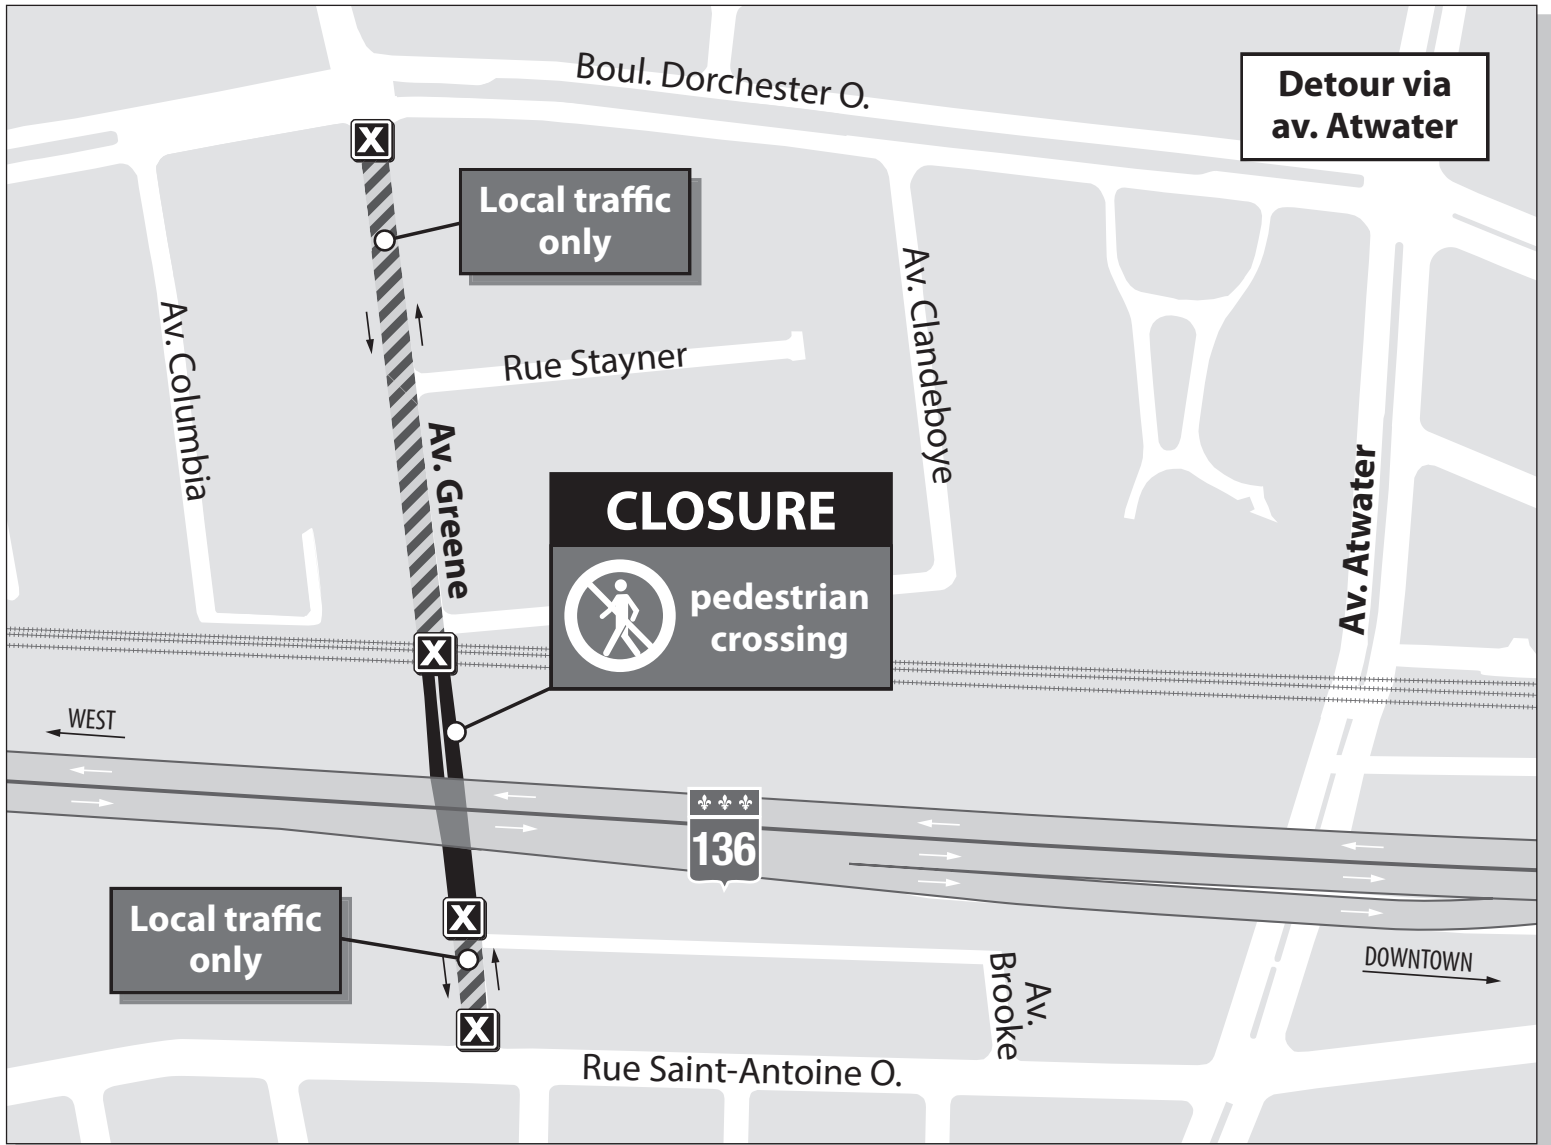 Boul. Dorchester O.
Detour via
av. Atwater
X
Local traffic
only
Av. Columbia
Rue Stayner
Av. Clandeboye
Av. Greene
CLOSURE
pedestrian
crossing
Av. Atwater
X
WEST
136
Local traffic
only
X
DOWNTOWN
Av.
Brooke
X
Rue Saint-Antoine O.